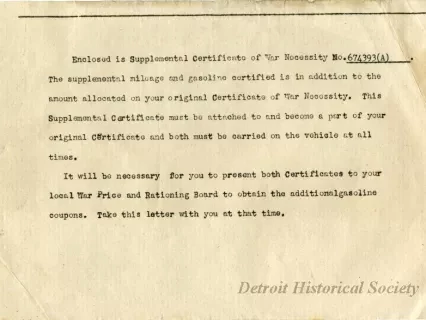 Enclosed is Supplemental Certificate of War Necessity No. 674393(A) .
The supplemental mileage and gasoline certified is in addition to the
amount allocated on your original Certificate of War Necessity. This
Supplemental Certificate must be attached to and become a part of your
original Certificate and both must be carried on the vehicle at all
times.
It will be necessary for you to present both Certificates to your
local War Price and Rationing Board to obtain the additionalgasoline
coupons. Take this letter with you at that time.
Detroit Historical Society